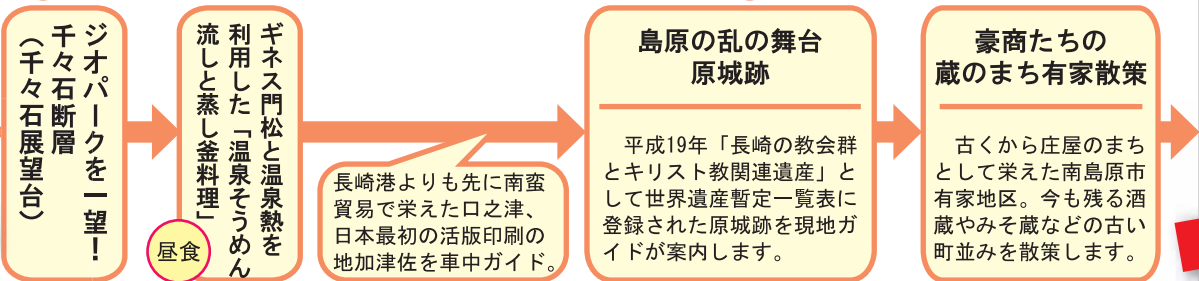 ジオパークを一望！
千々石断層
（千々石展望台）
ギネス門松と温泉熱を
利用した「温泉そうめん
流しと蒸し釜料理」
昼食
長崎港よりも先に南蛮
貿易で栄えた口之津、
日本最初の活版印刷の
地加津佐を車中ガイド。
島原の乱の舞台
原城跡
平成19年「長崎の教会群
とキリスト教関連遺産」と
して世界遺産暫定一覧表に
登録された原城跡を現地ガ
イドが案内します。
豪商たちの
蔵のまち有家散策
古くから庄屋のまち
として栄えた南島原市
有家地区。今も残る酒
蔵やみそ蔵などの古い
町並みを散策します。